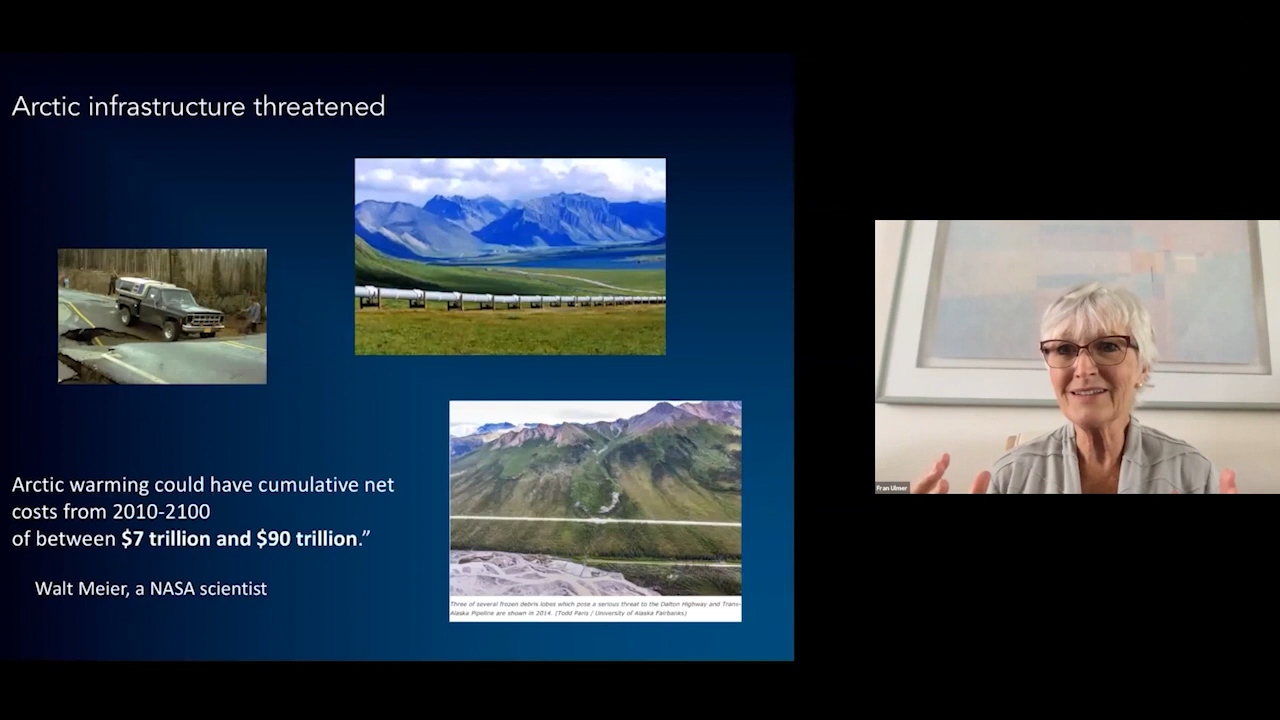 Arctic infrastructure threatened
Arctic warming could have cumulative net
costs from 2010-2100
of between $7 trillion and $90 trillion.”
Walt Meier, a NASA scientist
Three of several frozen debris lobes which pose a serious threat to the Dalton Highway and Trans-
Alaska Pipeline are shown in 2014. (Todd Paris / University of Alaska Fairbanks)
Fran Ulmer